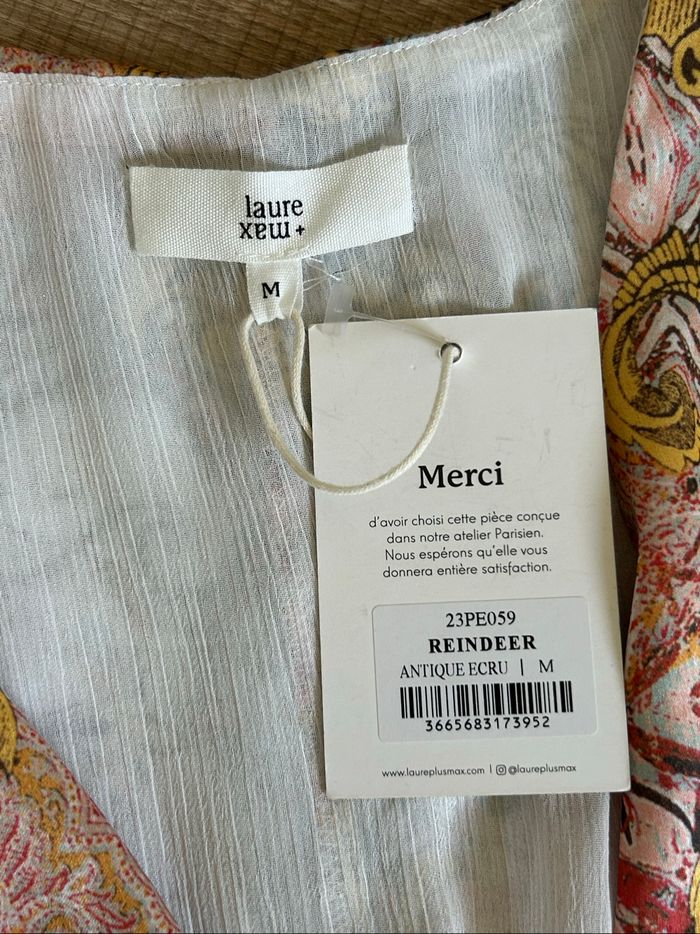 laure
+ max
M
Merci
d'avoir choisi cette pièce conçue
dans notre atelier Parisien.
Nous espérons qu'elle vous
donnera entière satisfaction.
23PE059
REINDEER
ANTIQUE ECRU | M
3665683173952
www.laureplusmax.com | @laureplusmax